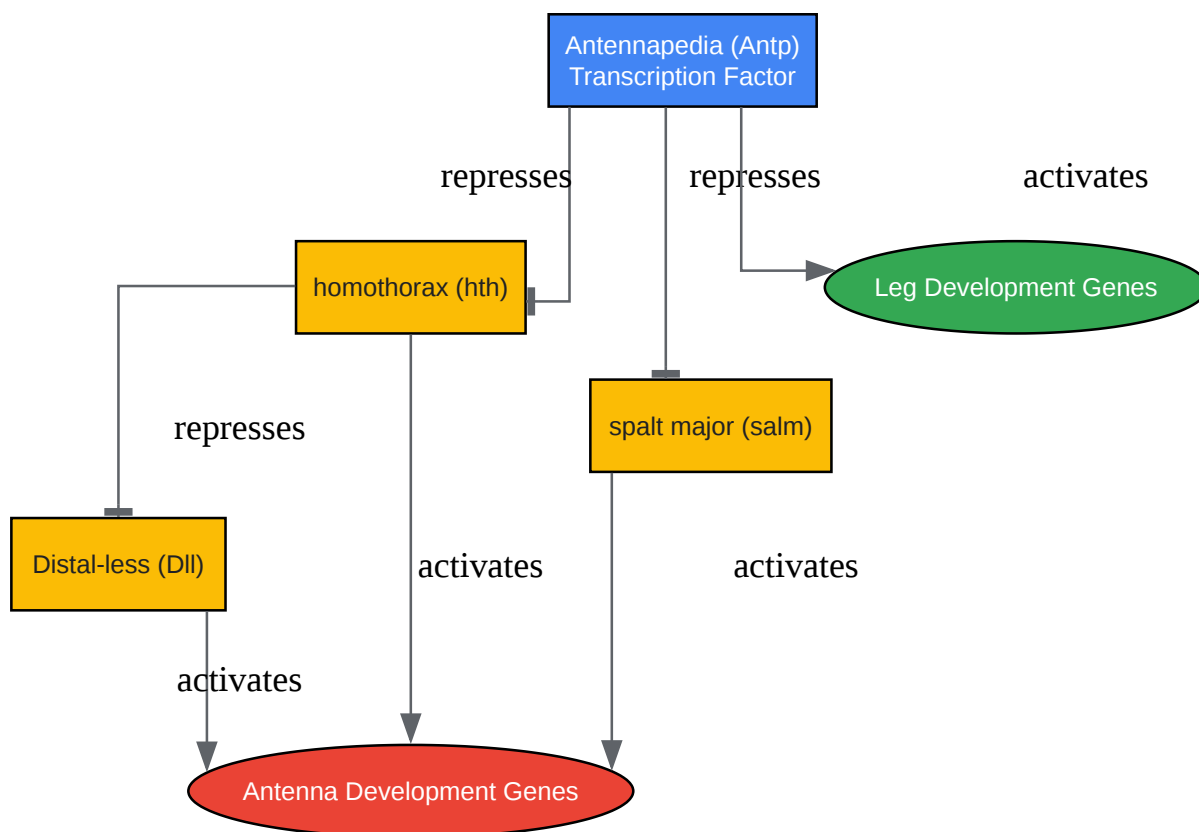 Antennapedia (Antp)
Transcription Factor
represses
represses
activates
homothorax (hth)
Leg Development Genes
represses
spalt major (salm)
Distal-less (Dll)
activates
activates
activates
Antenna Development Genes